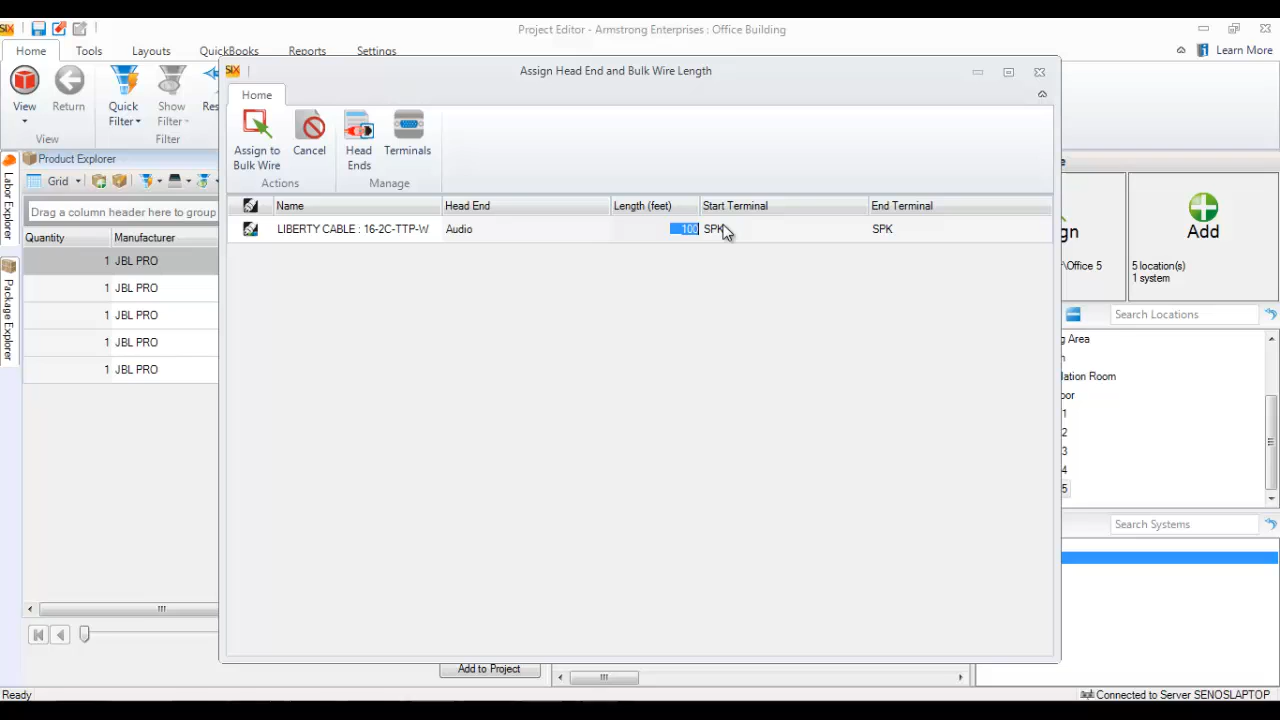 SIX
Project Editor - Armstrong Enterprises : Office Building
Home Tools Layouts QuickBooks Reports Settings
Learn More
View Return Quick Filter Show Filter
View Filter
Labor Explorer
Package Explorer
Product Explorer
Grid
Drag a column header here to group
Quantity Manufacturer
1 JBL PRO
1 JBL PRO
1 JBL PRO
1 JBL PRO
1 JBL PRO
SIX
Assign Head End and Bulk Wire Length
Home
Assign to Bulk Wire
Cancel
Head Ends
Terminals
Actions Manage
Name Head End Length (feet) Start Terminal End Terminal
LIBERTY CABLE : 16-2C-TTP-W Audio 100 SPK SPK
Add to Project
Add
\Office 5
5 location(s)
1 system
Search Locations
1
2
3
4
5
Search Systems
Ready
Connected to Server SENOSLAPTOP